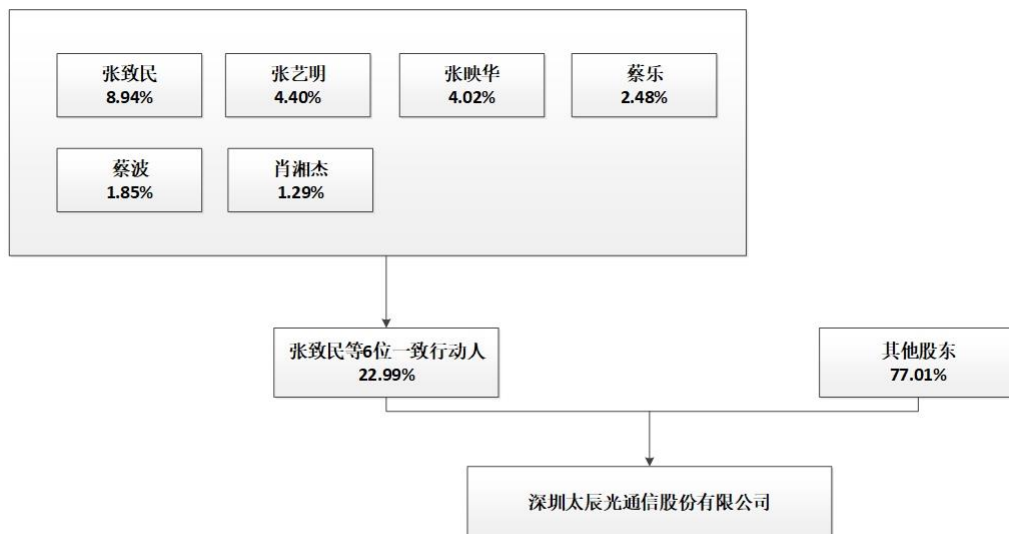 张致民
8.94%
张艺明
4.40%
张映华
4.02%
蔡乐
2.48%
蔡波
1.85%
肖湘杰
1.29%
张致民等6位一致行动人
22.99%
其他股东
77.01%
深圳太辰光通信股份有限公司